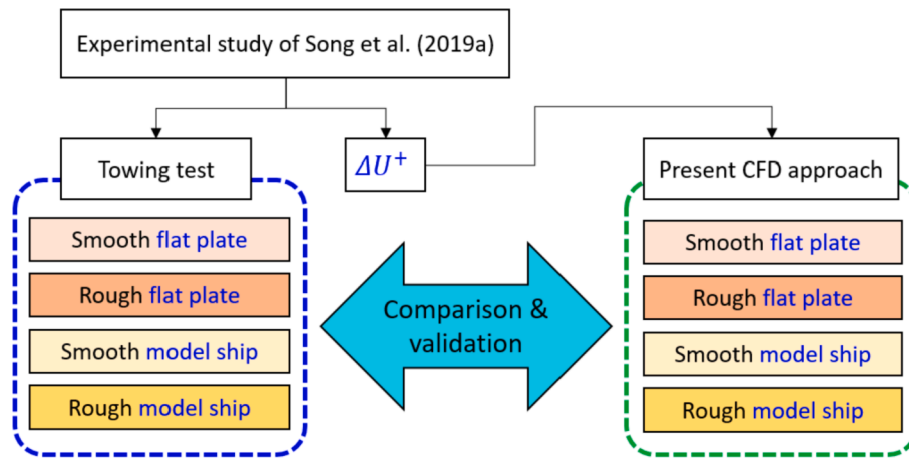 Experimental study of Song et al. (2019a)
Towing test
ΔU⁺
Present CFD approach
Smooth flat plate
Rough flat plate
Smooth model ship
Rough model ship
Comparison &
validation
Smooth flat plate
Rough flat plate
Smooth model ship
Rough model ship